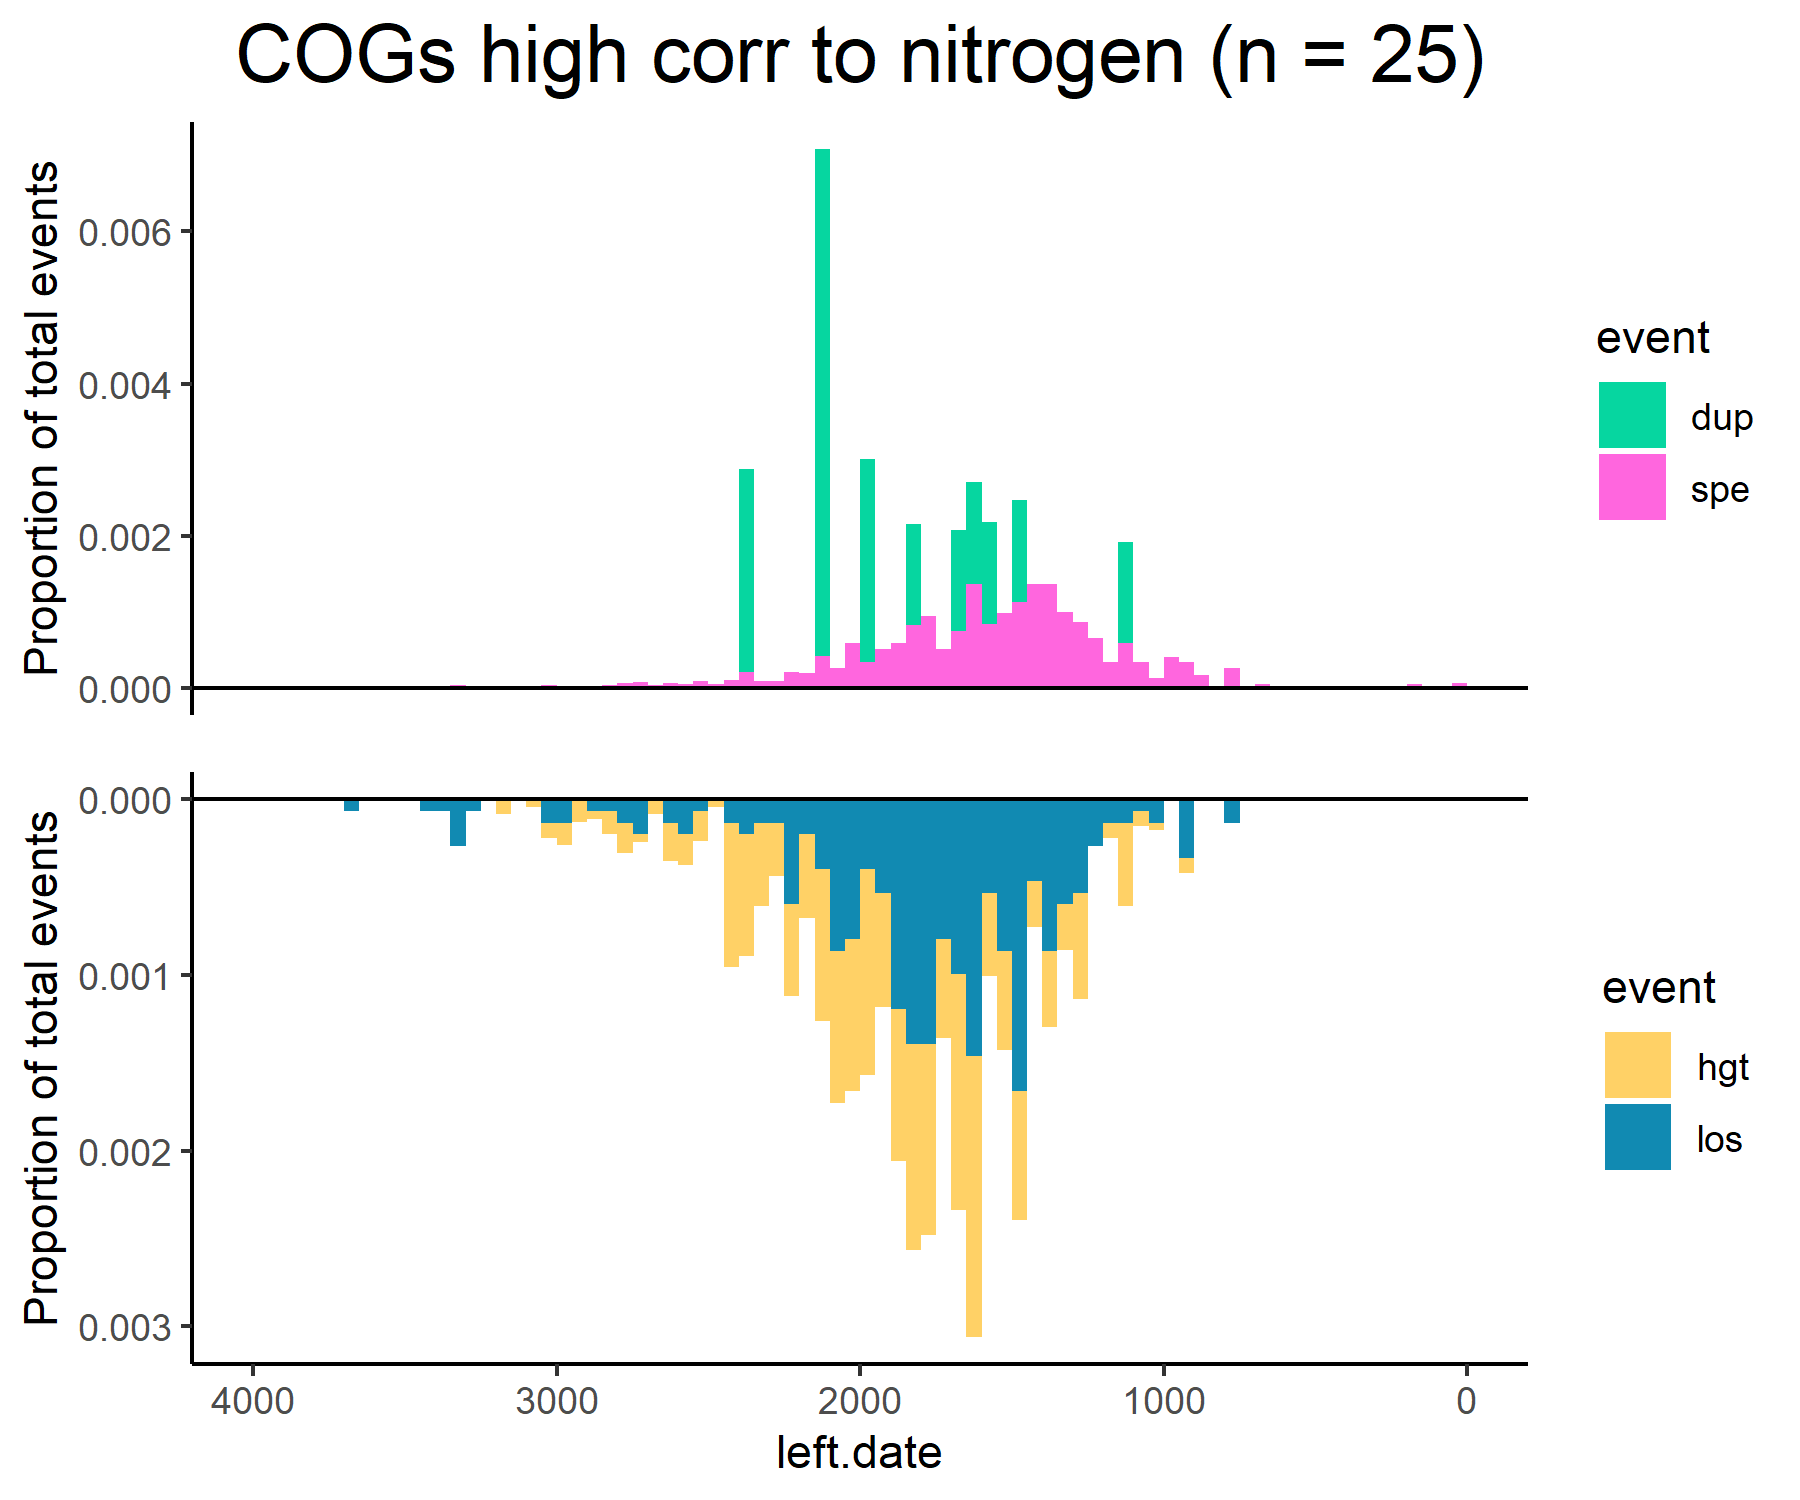 COGs high corr to nitrogen (n = 25)
Proportion of total events
0.006
0.004
0.002
0.000
event
dup
spe
Proportion of total events
0.000
0.001
0.002
0.003
event
hgt
los
4000 3000 2000 1000 0
left.date